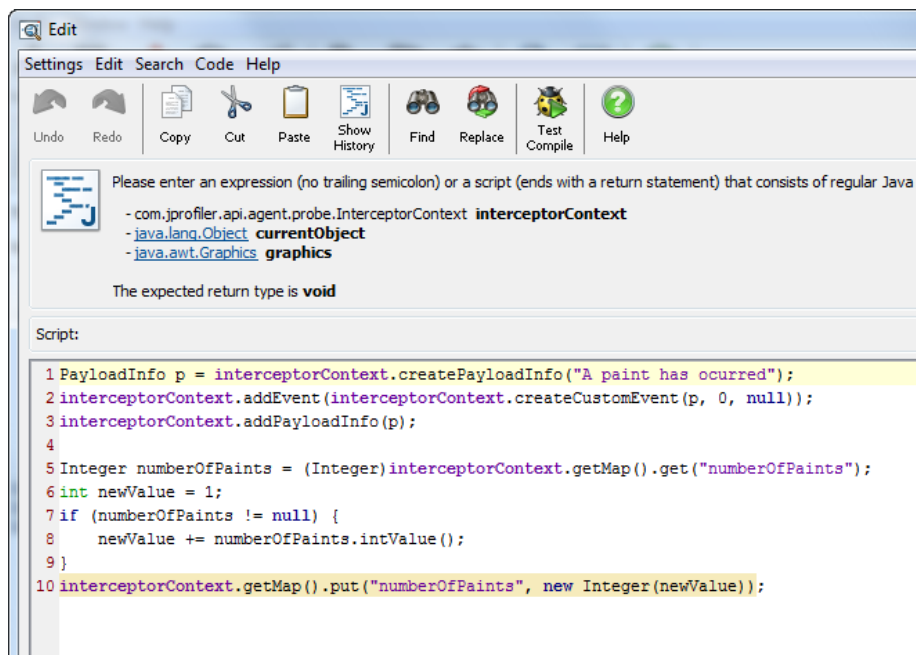 Edit
Settings Edit Search Code Help
Undo Redo Copy Cut Paste Show History Find Replace Test Compile Help
Please enter an expression (no trailing semicolon) or a script (ends with a return statement) that consists of regular Java
- com.jprofiler.api.agent.probe.InterceptorContext interceptorContext
- java.lang.Object currentObject
- java.awt.Graphics graphics
The expected return type is void
Script:
1 PayloadInfo p = interceptorContext.createPayloadInfo("A paint has ocurred");
2 interceptorContext.addEvent(interceptorContext.createCustomEvent(p, 0, null));
3 interceptorContext.addPayloadInfo(p);
4
5 Integer numberOfPaints = (Integer)interceptorContext.getMap().get("numberOfPaints");
6 int newValue = 1;
7 if (numberOfPaints != null) {
8     newValue += numberOfPaints.intValue();
9 }
10 interceptorContext.getMap().put("numberOfPaints", new Integer(newValue));